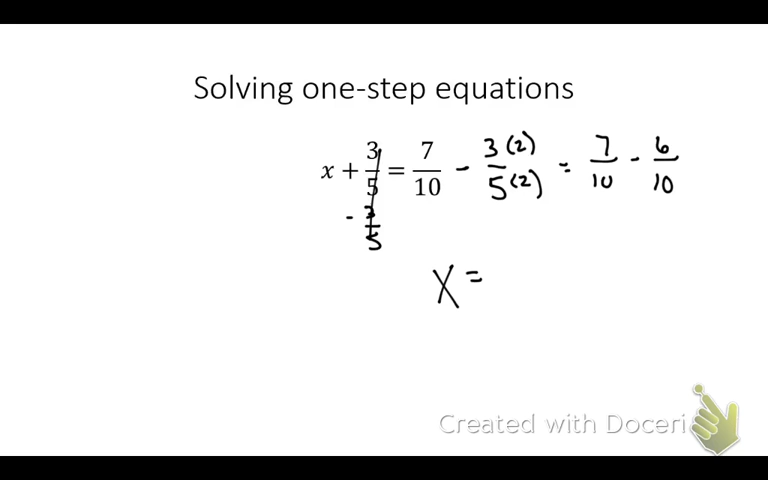 Solving one-step equations
x + 3/5 = 7/10 - 3(2)/5(2) = 7/10 - 6/10
- 3/5
X =
Created with Doceri